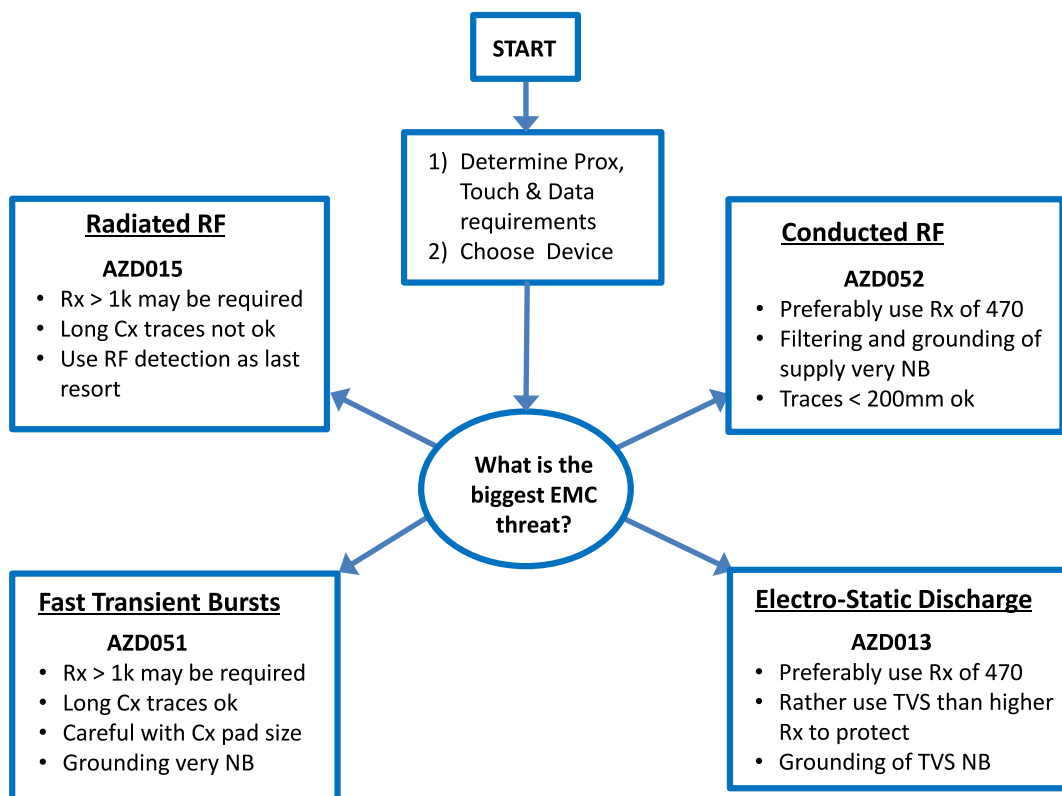 START
1) Determine Prox,
Touch & Data
requirements
2) Choose Device
Radiated RF
AZD015
• Rx > 1k may be required
• Long Cx traces not ok
• Use RF detection as last
resort
Conducted RF
AZD052
• Preferably use Rx of 470
• Filtering and grounding of
supply very NB
• Traces < 200mm ok
What is the
biggest EMC
threat?
Fast Transient Bursts
AZD051
• Rx > 1k may be required
• Long Cx traces ok
• Careful with Cx pad size
• Grounding very NB
Electro-Static Discharge
AZD013
• Preferably use Rx of 470
• Rather use TVS than higher
Rx to protect
• Grounding of TVS NB